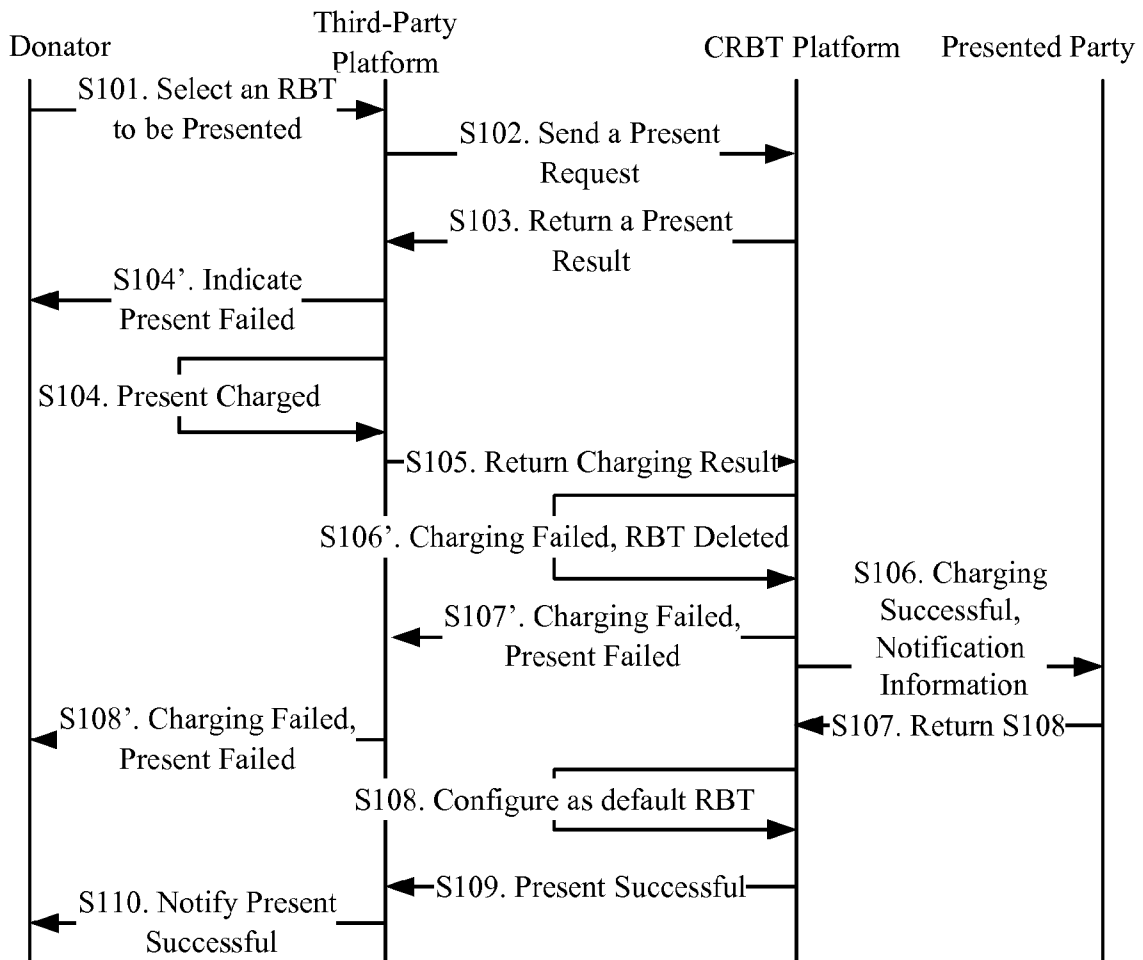 Donator
Third-Party
Platform
CRBT Platform
Presented Party
S101. Select an RBT
to be Presented
S102. Send a Present
Request
S103. Return a Present
Result
S104’. Indicate
Present Failed
S104. Present Charged
S105. Return Charging Result
S106’. Charging Failed, RBT Deleted
S106. Charging
Successful,
Notification
Information
S107’. Charging Failed,
Present Failed
S107. Return S108
S108’. Charging Failed,
Present Failed
S108. Configure as default RBT
S109. Present Successful
S110. Notify Present
Successful